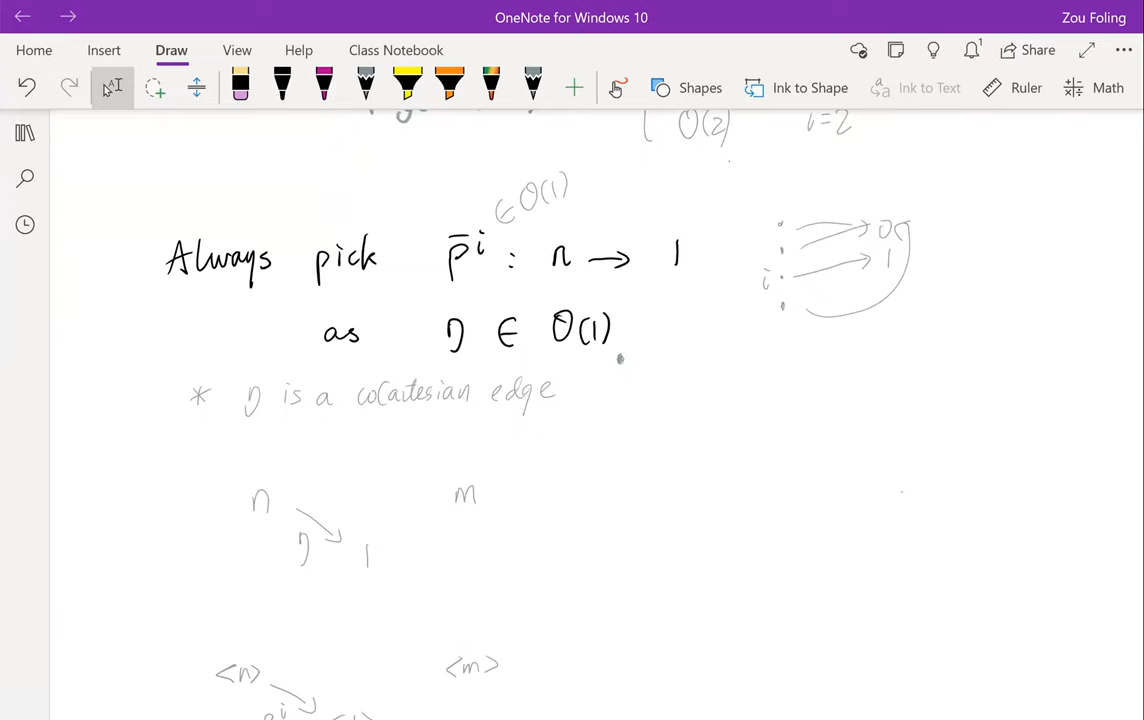 OneNote for Windows 10
Zou Foling
Home Insert Draw View Help Class Notebook
1 Share
Shapes Ink to Shape Ink to Text Ruler Math
O(2) i=2
∈ O(1)
Always pick p̄ⁱ : n → 1
as η ∈ O(1)
0
i 1
* η is a coCartesian edge
n m
η 1
<n> <m>